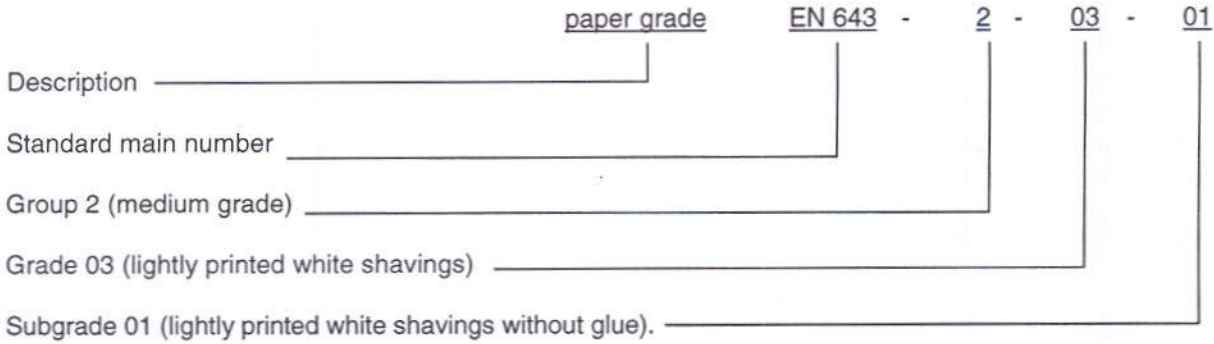 paper grade EN 643 - 2 - 03 - 01
Description
Standard main number
Group 2 (medium grade)
Grade 03 (lightly printed white shavings)
Subgrade 01 (lightly printed white shavings without glue).